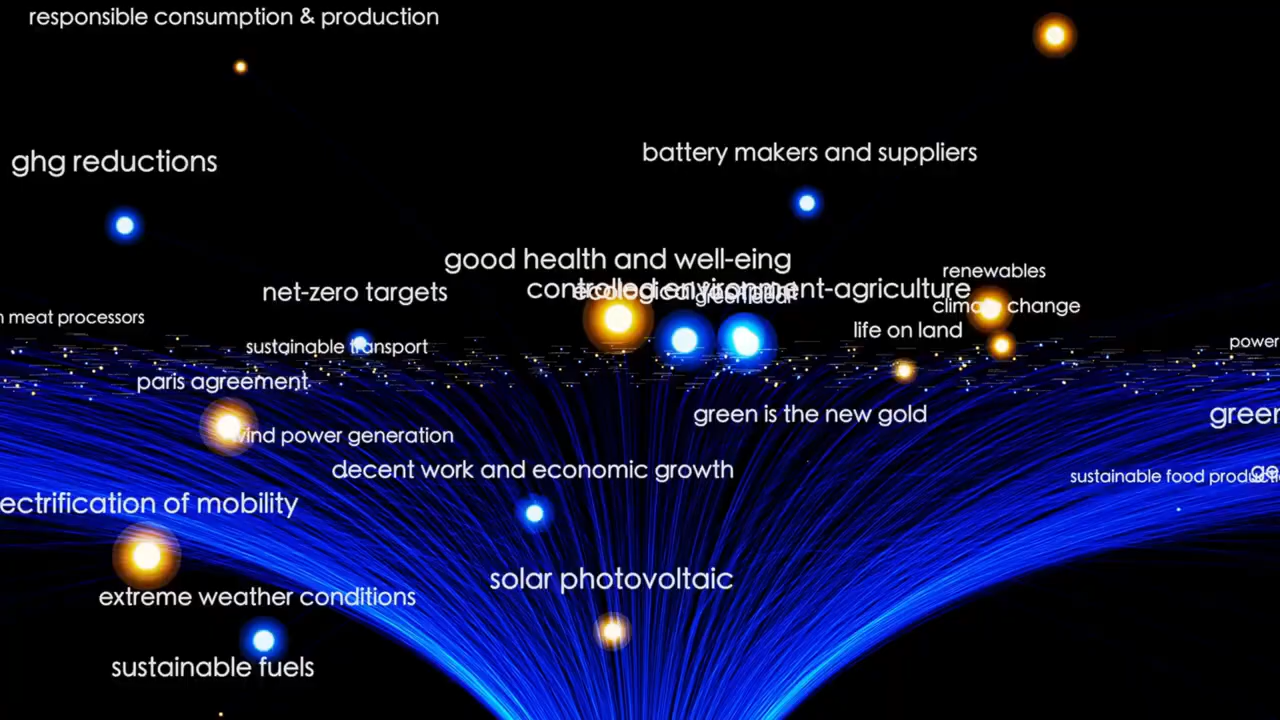 responsible consumption & production
battery makers and suppliers
ghg reductions
good health and well-eing
renewables
net-zero targets
controlled environment-agriculture
climate change
meat processors
life on land
sustainable transport
power
paris agreement
green is the new gold
green
wind power generation
decent work and economic growth
sustainable food producti
ge
ectrification of mobility
solar photovoltaic
extreme weather conditions
sustainable fuels